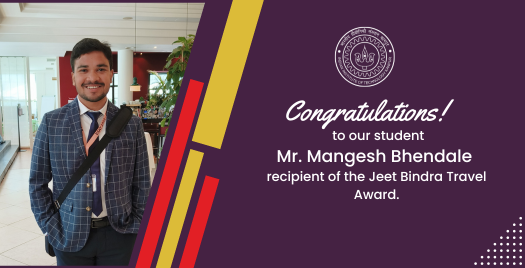 Congratulations!
to our student
Mr. Mangesh Bhendale
recipient of the Jeet Bindra Travel
Award.